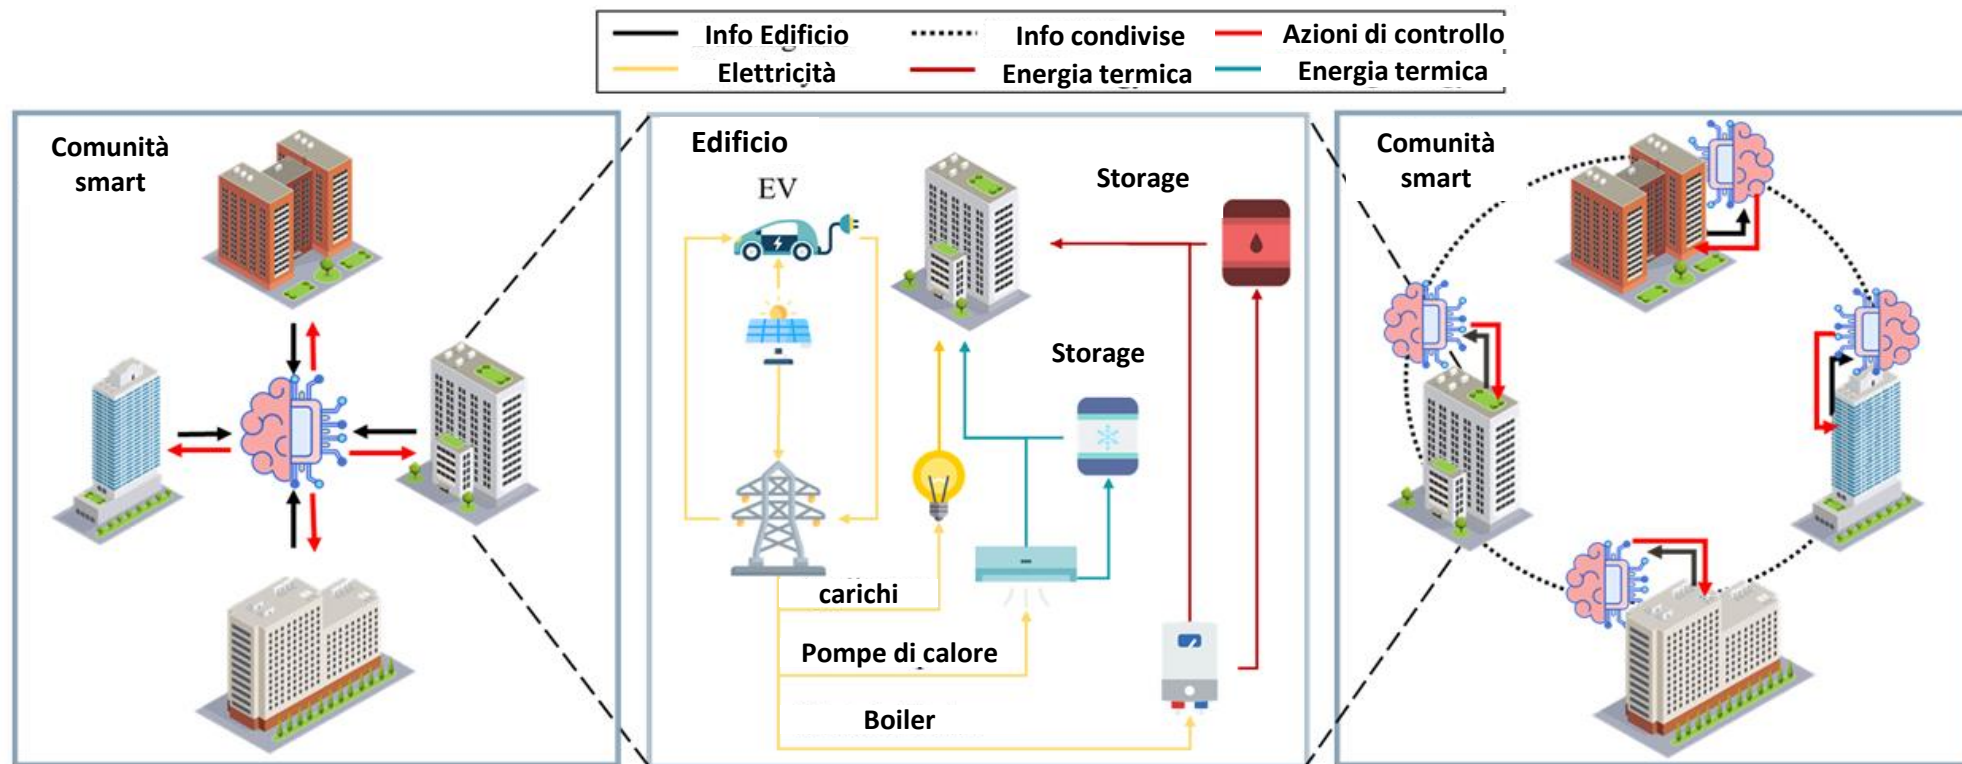 Info Edificio
Info condivise
Azioni di controllo
Elettricità
Energia termica
Energia termica
Comunità
smart
Edificio
EV
Storage
Storage
carichi
Pompe di calore
Boiler
Comunità
smart